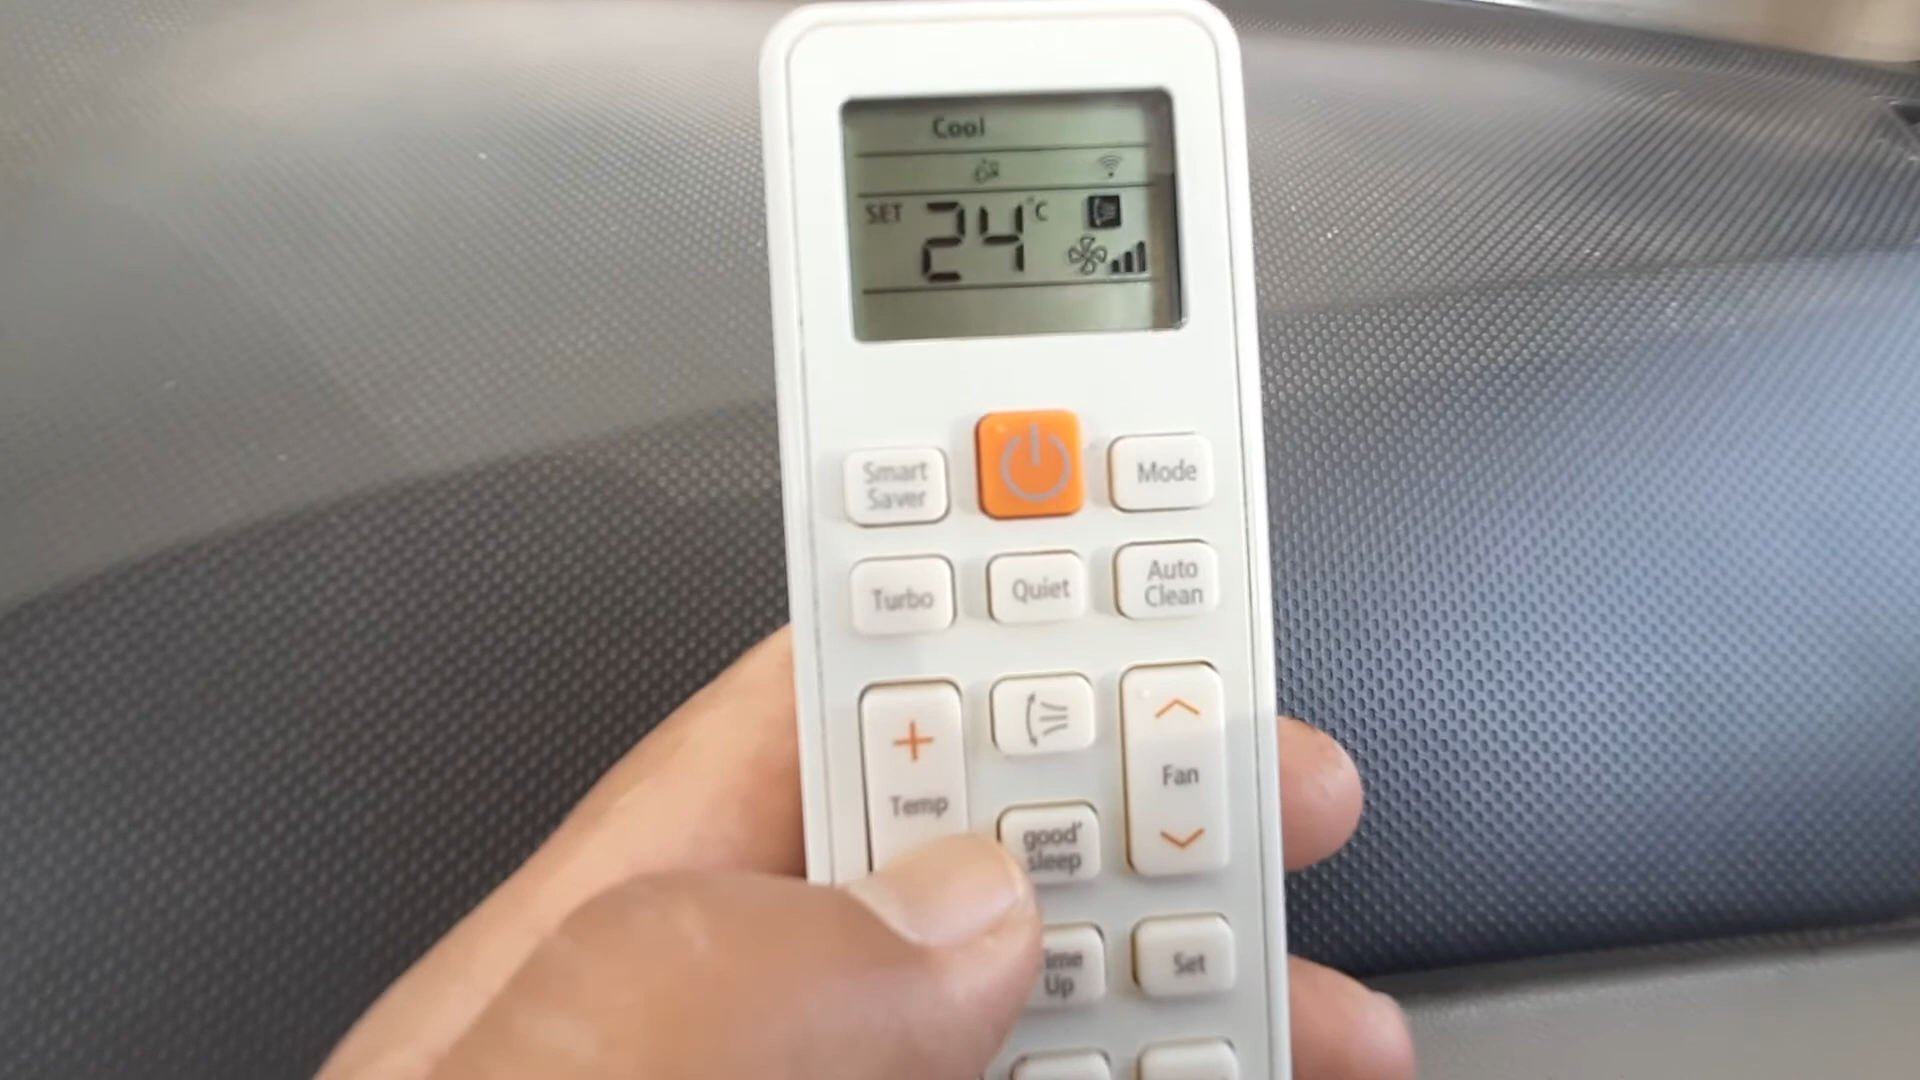 Cool
SET 24°C
Smart
Saver
Mode
Turbo
Quiet
Auto
Clean
Temp
Fan
good'
sleep
Up
Set